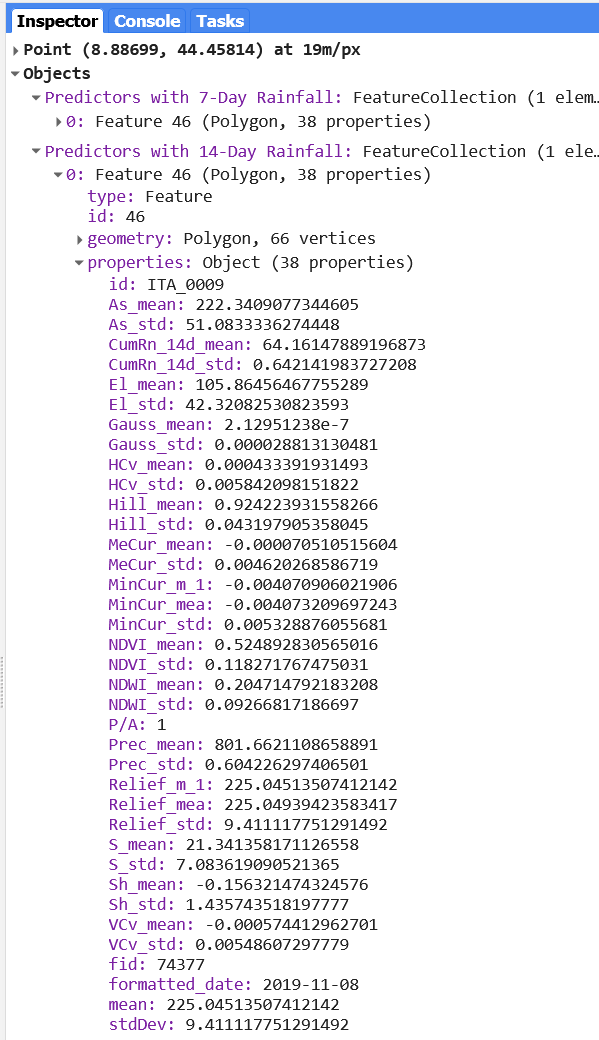 Inspector Console Tasks
Point (8.88699, 44.45814) at 19m/px
Objects
Predictors with 7-Day Rainfall: FeatureCollection (1 elem…
0: Feature 46 (Polygon, 38 properties)
Predictors with 14-Day Rainfall: FeatureCollection (1 ele…
0: Feature 46 (Polygon, 38 properties)
type: Feature
id: 46
geometry: Polygon, 66 vertices
properties: Object (38 properties)
id: ITA_0009
As_mean: 222.3409077344605
As_std: 51.0833336274448
CumRn_14d_mean: 64.16147889196873
CumRn_14d_std: 0.642141983727208
El_mean: 105.86456467755289
El_std: 42.32082530823593
Gauss_mean: 2.12951238e-7
Gauss_std: 0.000028813130481
HCv_mean: 0.000433391931493
HCv_std: 0.005842098151822
Hill_mean: 0.924223931558266
Hill_std: 0.043197905358045
MeCur_mean: -0.000070510515604
MeCur_std: 0.004620268586719
MinCur_m_1: -0.004070906021906
MinCur_mea: -0.004073209697243
MinCur_std: 0.005328876055681
NDVI_mean: 0.524892830565016
NDVI_std: 0.118271767475031
NDWI_mean: 0.204714792183208
NDWI_std: 0.09266817186697
P/A: 1
Prec_mean: 801.6621108658891
Prec_std: 0.604226297406501
Relief_m_1: 225.04513507412142
Relief_mea: 225.04939423583417
Relief_std: 9.411117751291492
S_mean: 21.341358171126558
S_std: 7.083619090521365
Sh_mean: -0.156321474324576
Sh_std: 1.435743518197777
VCv_mean: -0.000574412962701
VCv_std: 0.00548607297779
fid: 74377
formatted_date: 2019-11-08
mean: 225.04513507412142
stdDev: 9.411117751291492